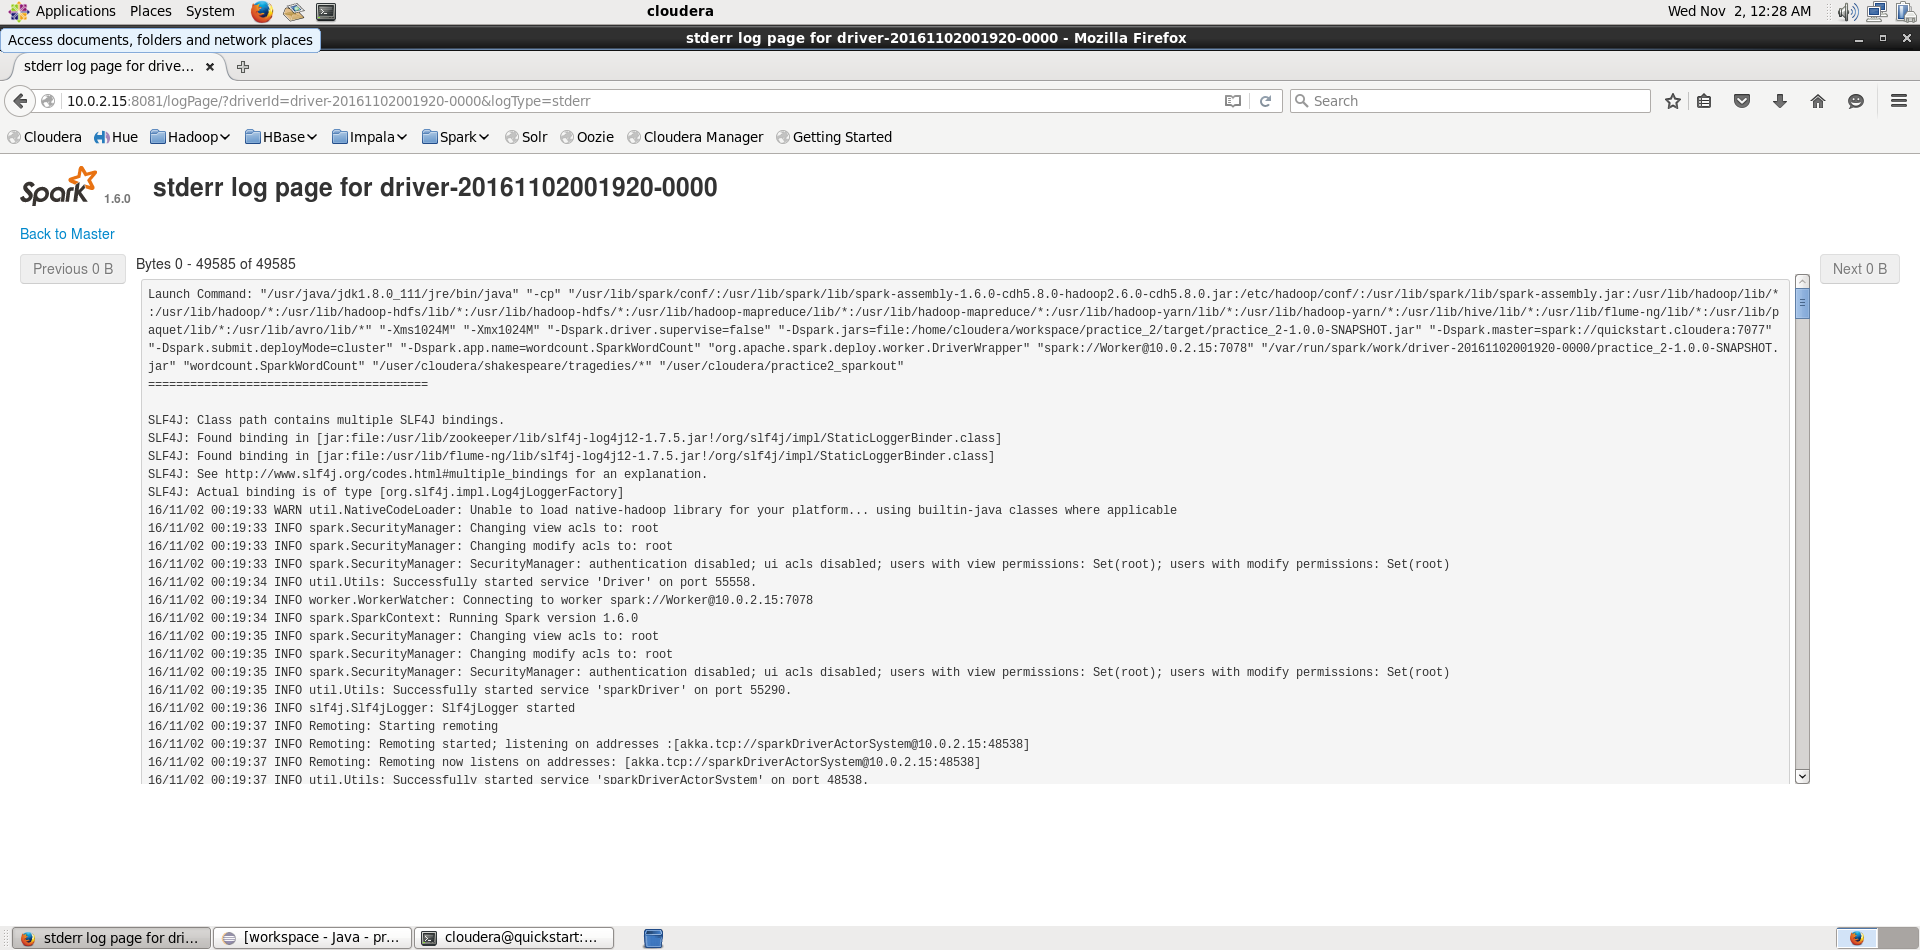 Applications Places System cloudera Wed Nov 2, 12:28 AM
Access documents, folders and network places
stderr log page for driver-20161102001920-0000 - Mozilla Firefox
stderr log page for drive...
10.0.2.15:8081/logPage/?driverId=driver-20161102001920-0000&logType=stderr Search
Cloudera Hue Hadoop HBase Impala Spark Solr Oozie Cloudera Manager Getting Started
Spark 1.6.0 stderr log page for driver-20161102001920-0000
Back to Master
Previous 0 B Bytes 0 - 49585 of 49585 Next 0 B
Launch Command: "/usr/java/jdk1.8.0_111/jre/bin/java" "-cp" "/usr/lib/spark/conf/:/usr/lib/spark/lib/spark-assembly-1.6.0-cdh5.8.0-hadoop2.6.0-cdh5.8.0.jar:/etc/hadoop/conf/:/usr/lib/spark/lib/spark-assembly.jar:/usr/lib/hadoop/lib/*
:/usr/lib/hadoop/*:/usr/lib/hadoop-hdfs/lib/*:/usr/lib/hadoop-hdfs/*:/usr/lib/hadoop-mapreduce/lib/*:/usr/lib/hadoop-mapreduce/*:/usr/lib/hadoop-yarn/lib/*:/usr/lib/hadoop-yarn/*:/usr/lib/hive/lib/*:/usr/lib/flume-ng/lib/*:/usr/lib/p
aquet/lib/*:/usr/lib/avro/lib/*" "-Xms1024M" "-Xmx1024M" "-Dspark.driver.supervise=false" "-Dspark.jars=file:/home/cloudera/workspace/practice_2/target/practice_2-1.0.0-SNAPSHOT.jar" "-Dspark.master=spark://quickstart.cloudera:7077"
"-Dspark.submit.deployMode=cluster" "-Dspark.app.name=wordcount.SparkWordCount" "org.apache.spark.deploy.worker.DriverWrapper" "spark://Worker@10.0.2.15:7078" "/var/run/spark/work/driver-20161102001920-0000/practice_2-1.0.0-SNAPSHOT.
jar" "wordcount.SparkWordCount" "/user/cloudera/shakespeare/tragedies/*" "/user/cloudera/practice2_sparkout"
========================================
SLF4J: Class path contains multiple SLF4J bindings.
SLF4J: Found binding in [jar:file:/usr/lib/zookeeper/lib/slf4j-log4j12-1.7.5.jar!/org/slf4j/impl/StaticLoggerBinder.class]
SLF4J: Found binding in [jar:file:/usr/lib/flume-ng/lib/slf4j-log4j12-1.7.5.jar!/org/slf4j/impl/StaticLoggerBinder.class]
SLF4J: See http://www.slf4j.org/codes.html#multiple_bindings for an explanation.
SLF4J: Actual binding is of type [org.slf4j.impl.Log4jLoggerFactory]
16/11/02 00:19:33 WARN util.NativeCodeLoader: Unable to load native-hadoop library for your platform... using builtin-java classes where applicable
16/11/02 00:19:33 INFO spark.SecurityManager: Changing view acls to: root
16/11/02 00:19:33 INFO spark.SecurityManager: Changing modify acls to: root
16/11/02 00:19:33 INFO spark.SecurityManager: SecurityManager: authentication disabled; ui acls disabled; users with view permissions: Set(root); users with modify permissions: Set(root)
16/11/02 00:19:34 INFO util.Utils: Successfully started service 'Driver' on port 55558.
16/11/02 00:19:34 INFO worker.WorkerWatcher: Connecting to worker spark://Worker@10.0.2.15:7078
16/11/02 00:19:34 INFO spark.SparkContext: Running Spark version 1.6.0
16/11/02 00:19:35 INFO spark.SecurityManager: Changing view acls to: root
16/11/02 00:19:35 INFO spark.SecurityManager: Changing modify acls to: root
16/11/02 00:19:35 INFO spark.SecurityManager: SecurityManager: authentication disabled; ui acls disabled; users with view permissions: Set(root); users with modify permissions: Set(root)
16/11/02 00:19:35 INFO util.Utils: Successfully started service 'sparkDriver' on port 55290.
16/11/02 00:19:36 INFO slf4j.Slf4jLogger: Slf4jLogger started
16/11/02 00:19:37 INFO Remoting: Starting remoting
16/11/02 00:19:37 INFO Remoting: Remoting started; listening on addresses :[akka.tcp://sparkDriverActorSystem@10.0.2.15:48538]
16/11/02 00:19:37 INFO Remoting: Remoting now listens on addresses: [akka.tcp://sparkDriverActorSystem@10.0.2.15:48538]
16/11/02 00:19:37 INFO util.Utils: Successfully started service 'sparkDriverActorSystem' on port 48538.
stderr log page for dri... [workspace - Java - pr... cloudera@quickstart:...